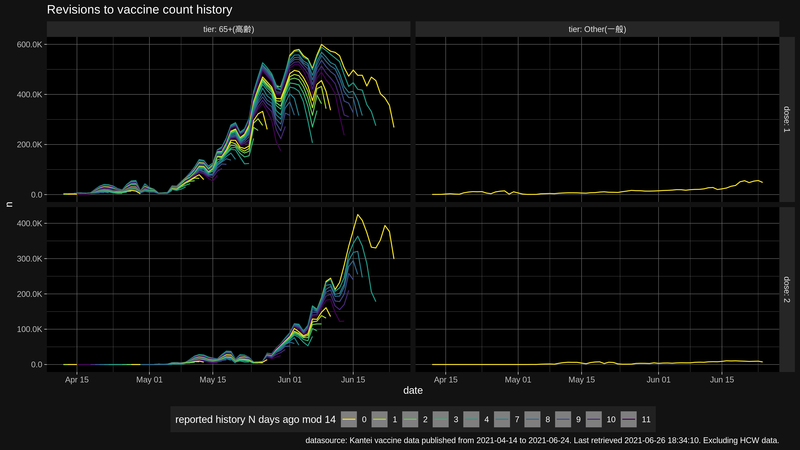 Revisions to vaccine count history
tier: 65+(高齢)
tier: Other(一般)
600.0K
400.0K
200.0K
0.0
dose: 1
n
400.0K
300.0K
200.0K
100.0K
0.0
dose: 2
Apr 15
May 01
May 15
Jun 01
Jun 15
Apr 15
May 01
May 15
Jun 01
Jun 15
date
reported history N days ago mod 14 0 1 2 3 4 7 8 9 10 11
datasource: Kantei vaccine data published from 2021-04-14 to 2021-06-24. Last retrieved 2021-06-26 18:34:10. Excluding HCW data.